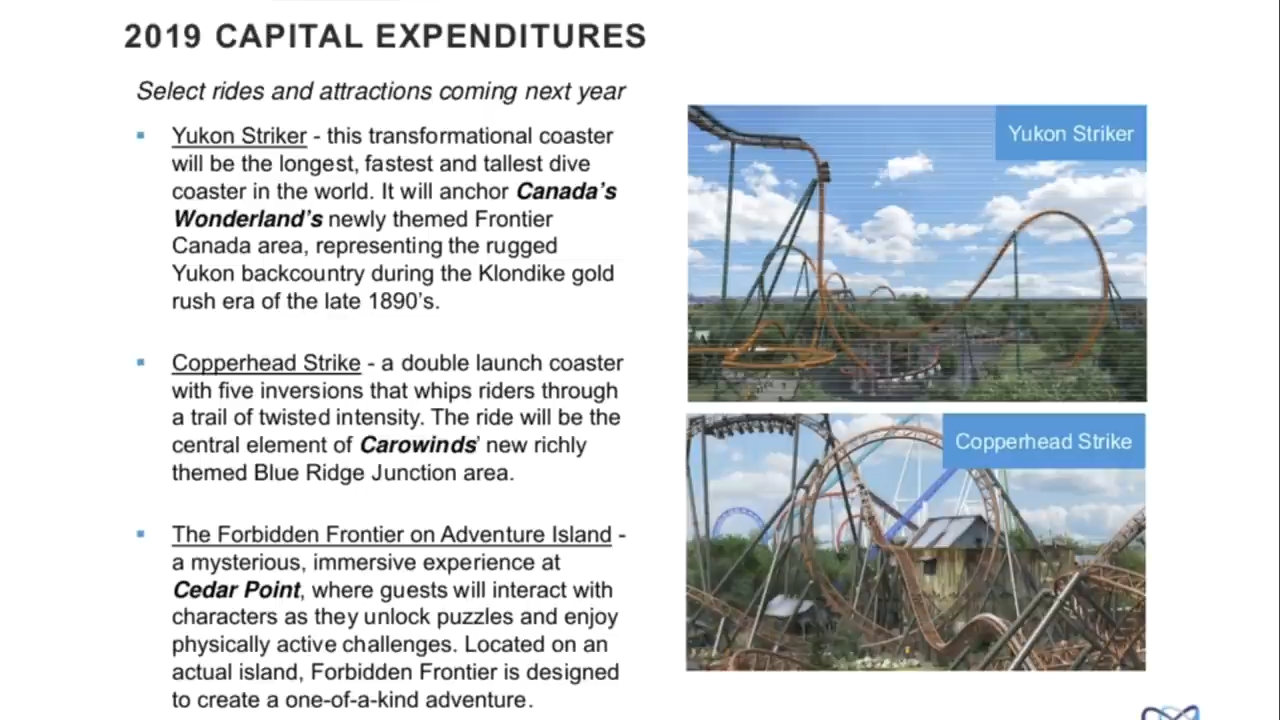 2019 CAPITAL EXPENDITURES
Select rides and attractions coming next year
▪ Yukon Striker - this transformational coaster
will be the longest, fastest and tallest dive
coaster in the world. It will anchor Canada’s
Wonderland’s newly themed Frontier
Canada area, representing the rugged
Yukon backcountry during the Klondike gold
rush era of the late 1890’s.
▪ Copperhead Strike - a double launch coaster
with five inversions that whips riders through
a trail of twisted intensity. The ride will be the
central element of Carowinds’ new richly
themed Blue Ridge Junction area.
▪ The Forbidden Frontier on Adventure Island -
a mysterious, immersive experience at
Cedar Point, where guests will interact with
characters as they unlock puzzles and enjoy
physically active challenges. Located on an
actual island, Forbidden Frontier is designed
to create a one-of-a-kind adventure.
Yukon Striker
Copperhead Strike